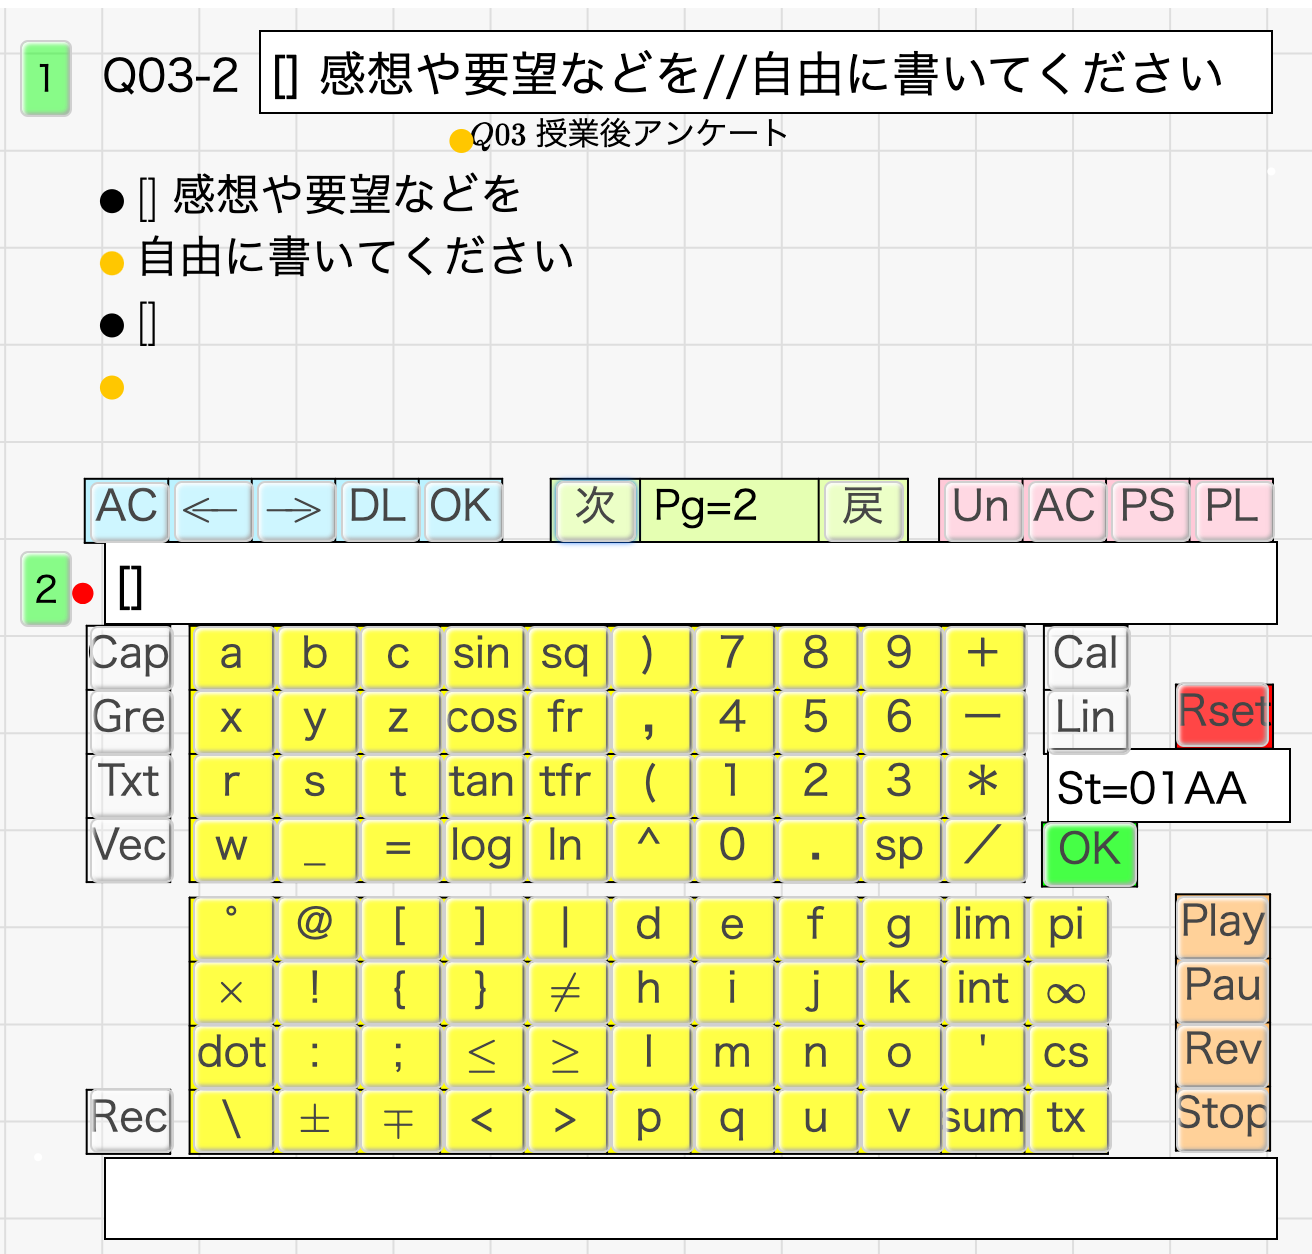 1 Q03-2 [] 感想や要望などを//自由に書いてください
Q03 授業後アンケート
[] 感想や要望などを
自由に書いてください
[]
AC ← → DL OK 次 Pg=2 戻 Un AC PS PL
2 []
Cap a b c sin sq ) 7 8 9 + Cal
Gre x y z cos fr , 4 5 6 − Lin Rset
Txt r s t tan tfr ( 1 2 3 * St=01AA
Vec w _ = log ln ^ 0 . sp / OK
° @ [ ] | d e f g lim pi Play
× ! { } ≠ h i j k int ∞ Pau
dot : ; ≤ ≥ l m n o ' cs Rev
Rec \ ± ∓ < > p q u v sum tx Stop